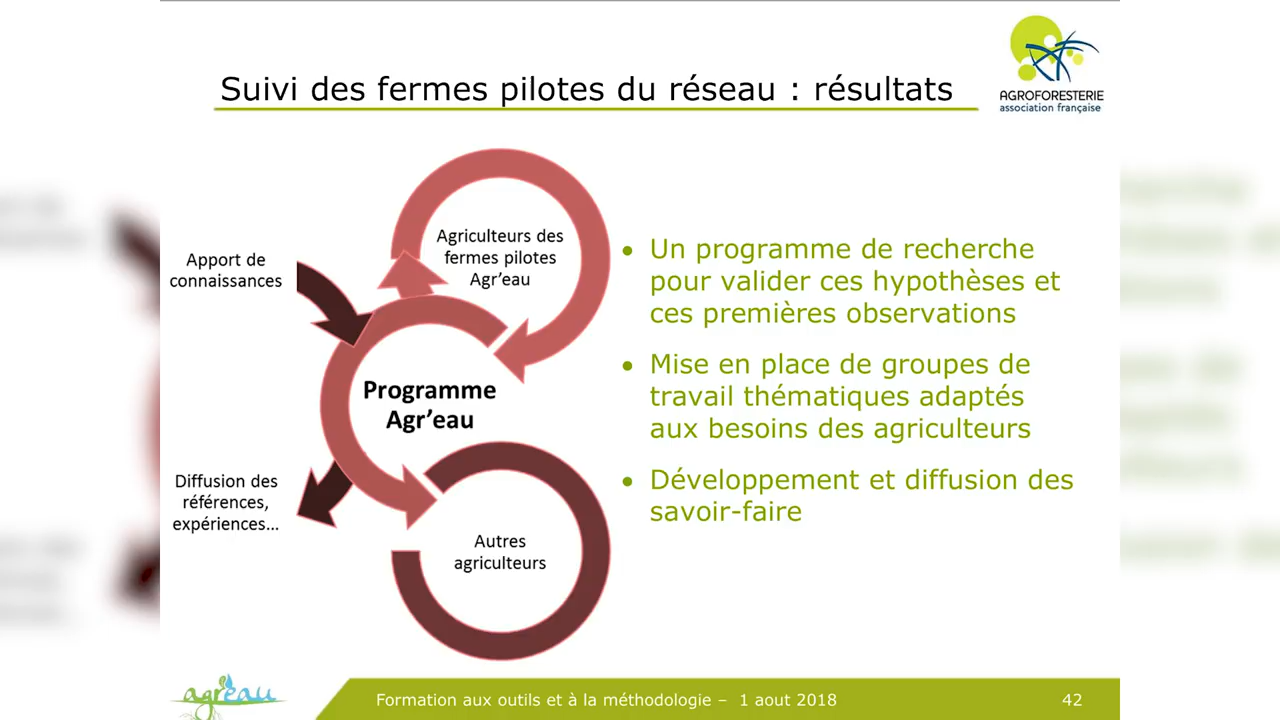 Suivi des fermes pilotes du réseau : résultats
AGROFORESTERIE
association française
Agriculteurs des
fermes pilotes
Agr'eau
Apport de
connaissances
Programme
Agr'eau
Diffusion des
références,
expériences...
Autres
agriculteurs
• Un programme de recherche
pour valider ces hypothèses et
ces premières observations
• Mise en place de groupes de
travail thématiques adaptés
aux besoins des agriculteurs
• Développement et diffusion des
savoir-faire
agr'eau
Formation aux outils et à la méthodologie – 1 aout 2018
42